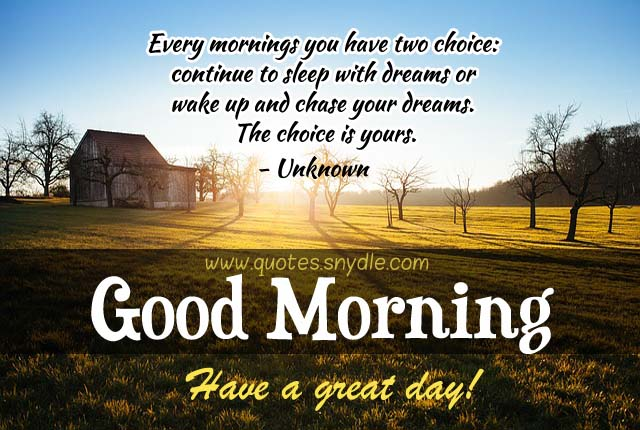 Every mornings you have two choice:
continue to sleep with dreams or
wake up and chase your dreams.
The choice is yours.
- Unknown
www.quotes.snydle.com
Good Morning
Have a great day!